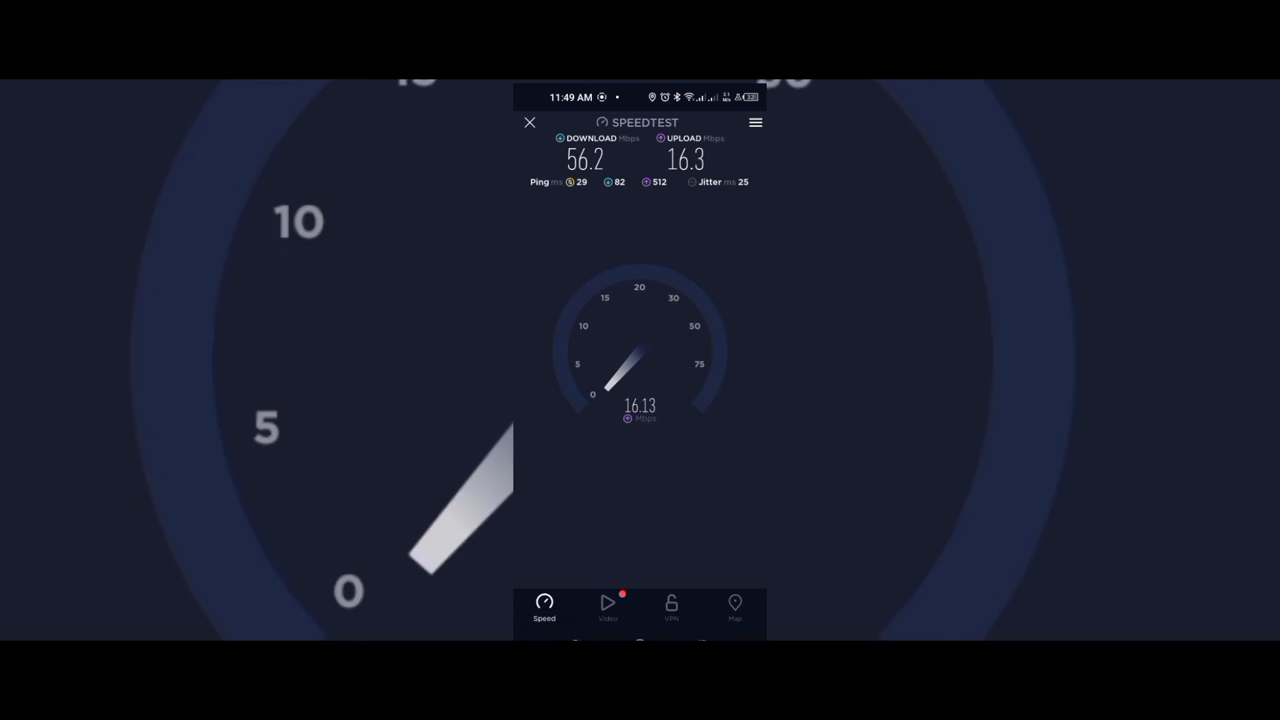 11:49 AM
SPEEDTEST
DOWNLOAD Mbps
UPLOAD Mbps
56.2
16.3
Ping ms 29 82 512 Jitter ms 25
20
15
30
10
50
5
75
0
16.13
Mbps
Speed
Video
VPN
Map
10
5
0